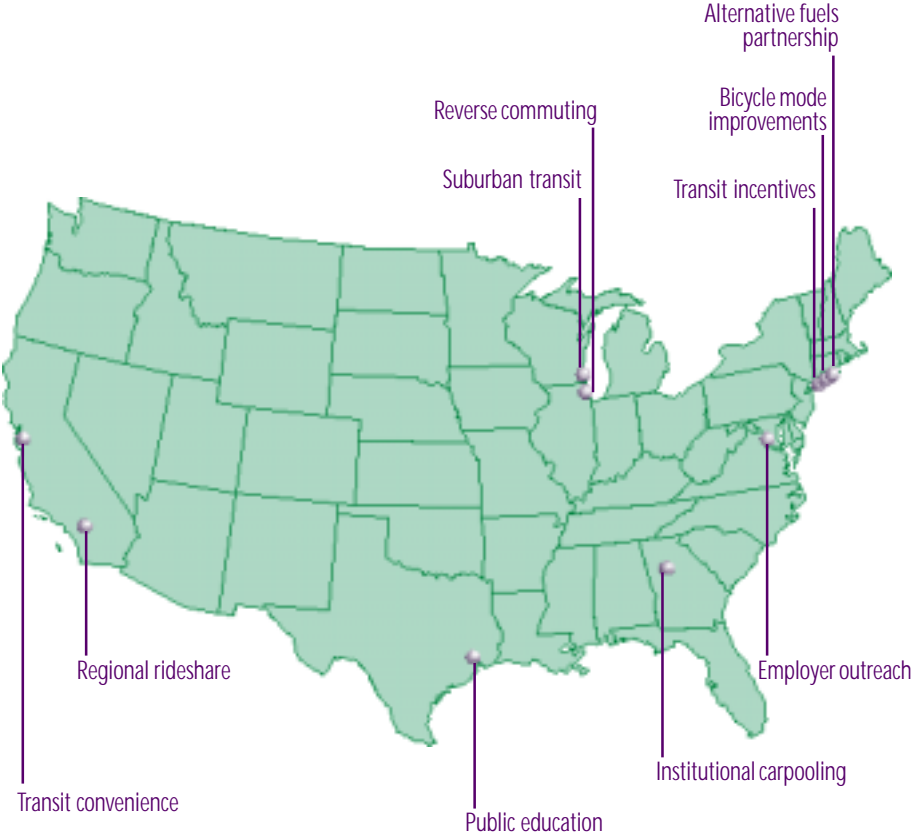 Alternative fuels
partnership
Bicycle mode
improvements
Reverse commuting
Suburban transit
Transit incentives
Regional rideshare
Employer outreach
Institutional carpooling
Transit convenience
Public education